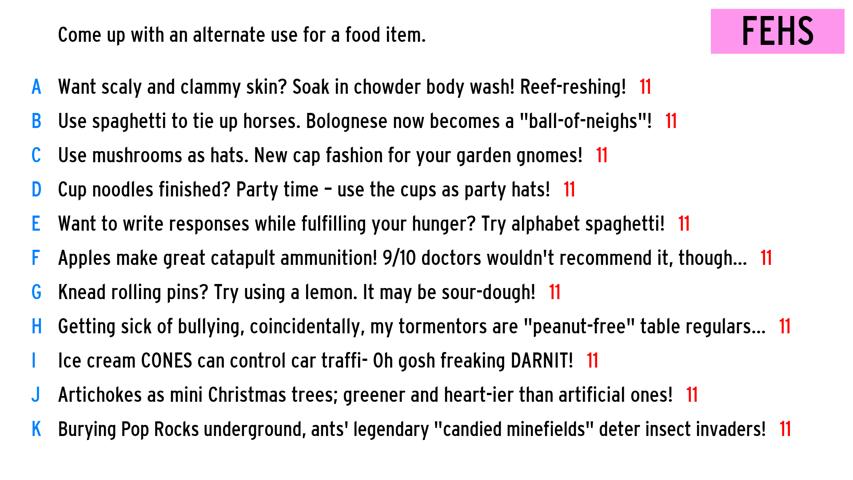 Come up with an alternate use for a food item.
FEHS
A Want scaly and clammy skin? Soak in chowder body wash! Reef-reshing! 11
B Use spaghetti to tie up horses. Bolognese now becomes a "ball-of-neighs"! 11
C Use mushrooms as hats. New cap fashion for your garden gnomes! 11
D Cup noodles finished? Party time – use the cups as party hats! 11
E Want to write responses while fulfilling your hunger? Try alphabet spaghetti! 11
F Apples make great catapult ammunition! 9/10 doctors wouldn't recommend it, though... 11
G Knead rolling pins? Try using a lemon. It may be sour-dough! 11
H Getting sick of bullying, coincidentally, my tormentors are "peanut-free" table regulars... 11
I Ice cream CONES can control car traffi- Oh gosh freaking DARNIT! 11
J Artichokes as mini Christmas trees; greener and heart-ier than artificial ones! 11
K Burying Pop Rocks underground, ants' legendary "candied minefields" deter insect invaders! 11